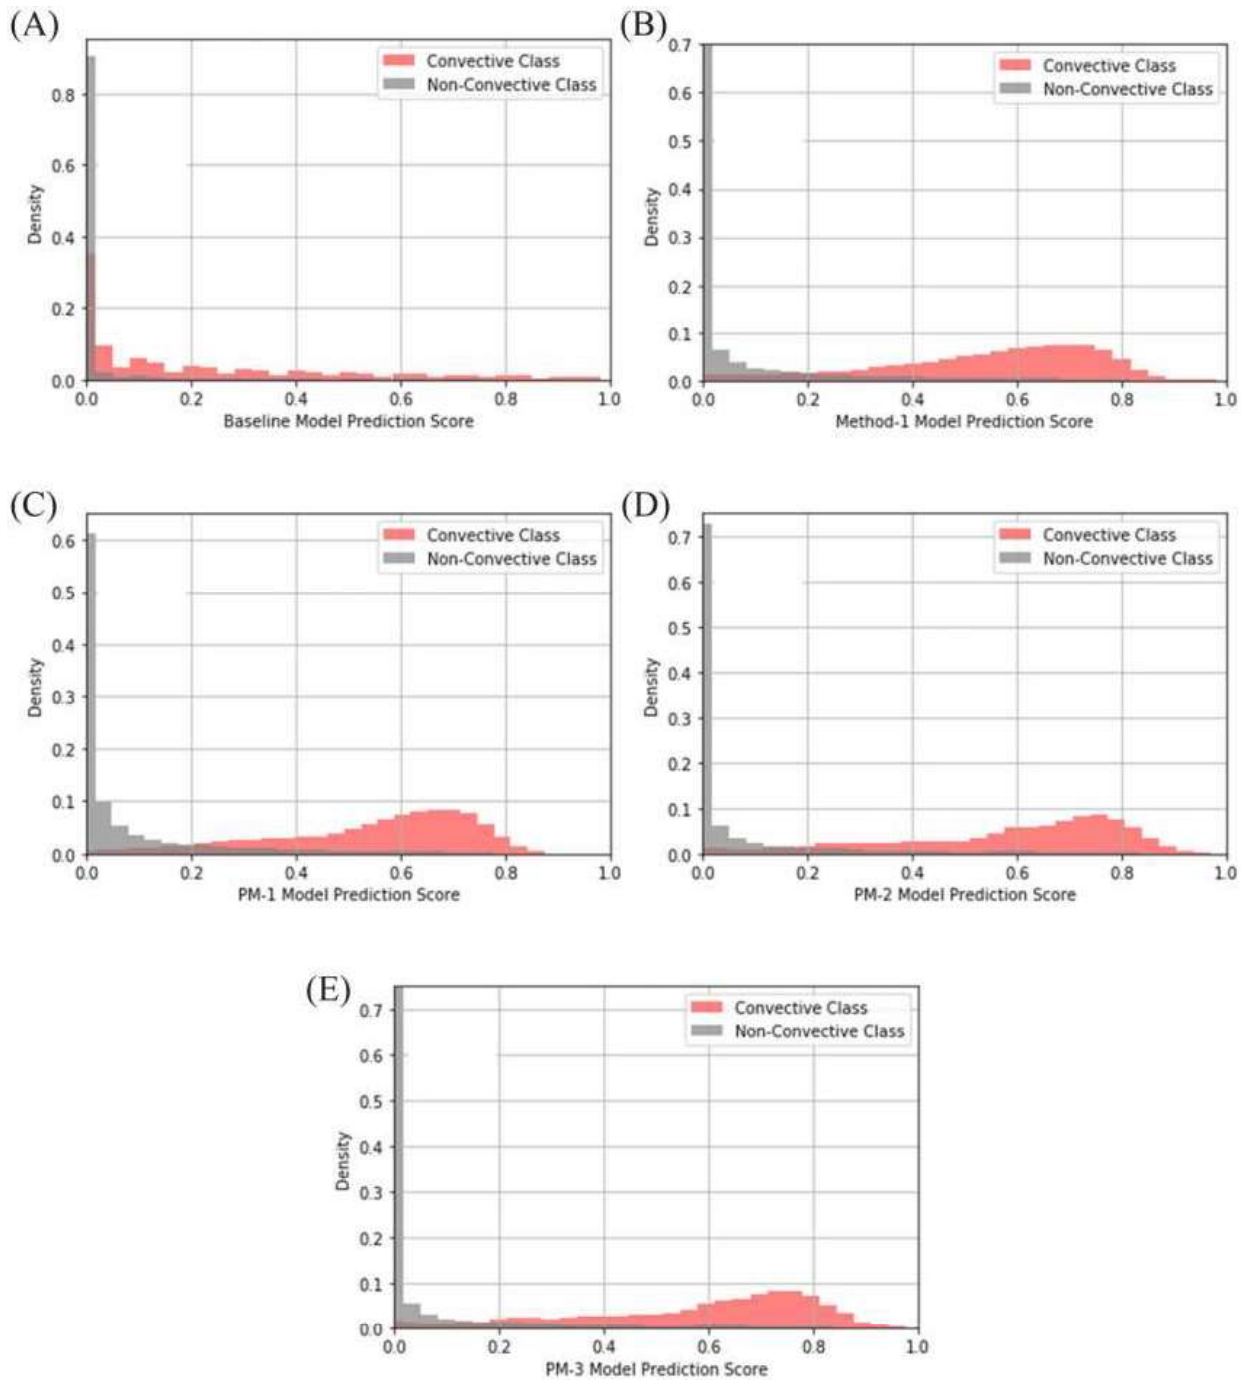 (A)
Convective Class
Non-Convective Class
0.8
0.6
0.4
0.2
0.0
Density
0.0 0.2 0.4 0.6 0.8 1.0
Baseline Model Prediction Score
(B)
Convective Class
Non-Convective Class
0.7
0.6
0.5
0.4
0.3
0.2
0.1
0.0
Density
0.0 0.2 0.4 0.6 0.8 1.0
Method-1 Model Prediction Score
(C)
Convective Class
Non-Convective Class
0.6
0.5
0.4
0.3
0.2
0.1
0.0
Density
0.0 0.2 0.4 0.6 0.8 1.0
PM-1 Model Prediction Score
(D)
Convective Class
Non-Convective Class
0.7
0.6
0.5
0.4
0.3
0.2
0.1
0.0
Density
0.0 0.2 0.4 0.6 0.8 1.0
PM-2 Model Prediction Score
(E)
Convective Class
Non-Convective Class
0.7
0.6
0.5
0.4
0.3
0.2
0.1
0.0
Density
0.0 0.2 0.4 0.6 0.8 1.0
PM-3 Model Prediction Score